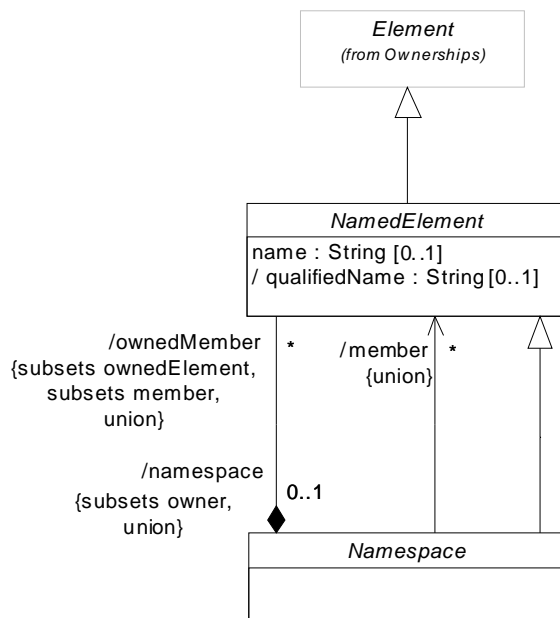 Element
(from Ownerships)
NamedElement
name : String [0..1]
/ qualifiedName : String [0..1]
/ownedMember
{subsets ownedElement,
subsets member,
union}
*
/member
{union}
*
/namespace
{subsets owner,
union}
0..1
Namespace